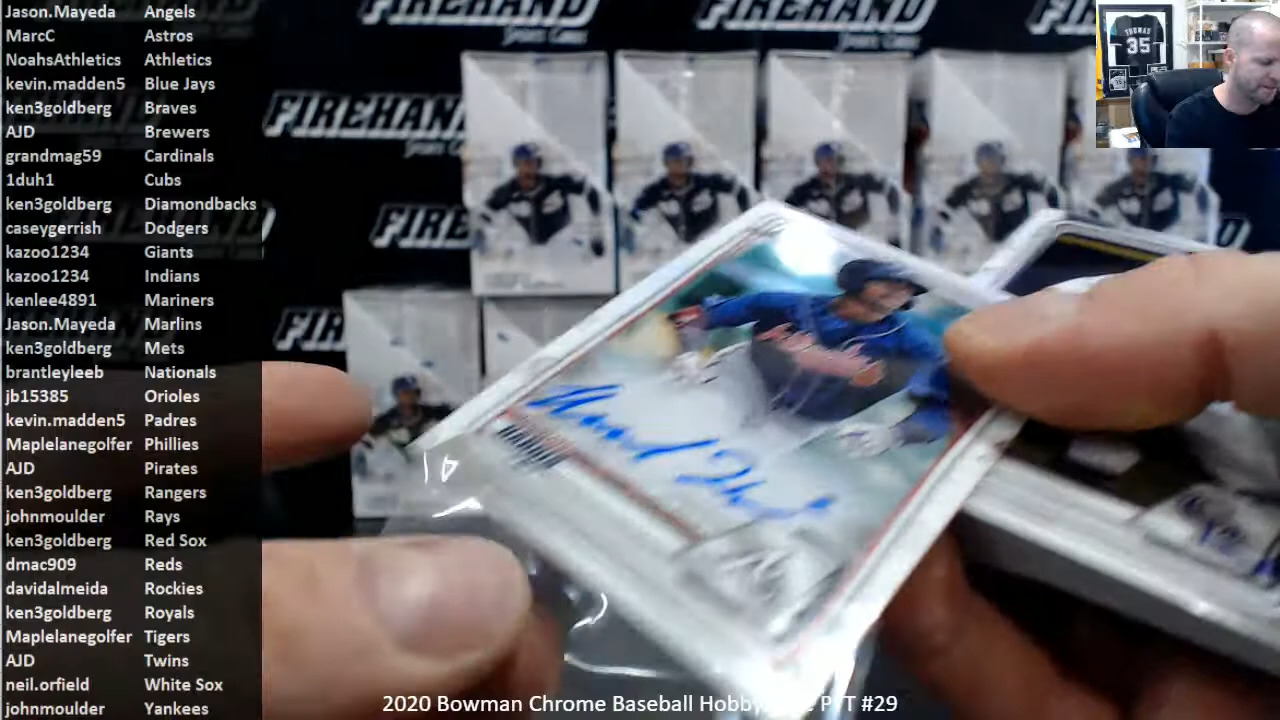 Jason.Mayeda Angels
MarcC Astros
NoahsAthletics Athletics
kevin.madden5 Blue Jays
ken3goldberg Braves
AJD Brewers
grandmag59 Cardinals
1duh1 Cubs
ken3goldberg Diamondbacks
caseygerrish Dodgers
kazoo1234 Giants
kazoo1234 Indians
kenlee4891 Mariners
Jason.Mayeda Marlins
ken3goldberg Mets
brantleyleeb Nationals
jb15385 Orioles
kevin.madden5 Padres
Maplelanegolfer Phillies
AJD Pirates
ken3goldberg Rangers
johnmoulder Rays
ken3goldberg Red Sox
dmac909 Reds
davidalmeida Rockies
ken3goldberg Royals
Maplelanegolfer Tigers
AJD Twins
neil.orfield White Sox
johnmoulder Yankees
FIREHAND
FIREHAND
FIREHAND
THOMAS
35
2020 Bowman Chrome Baseball Hobby #29